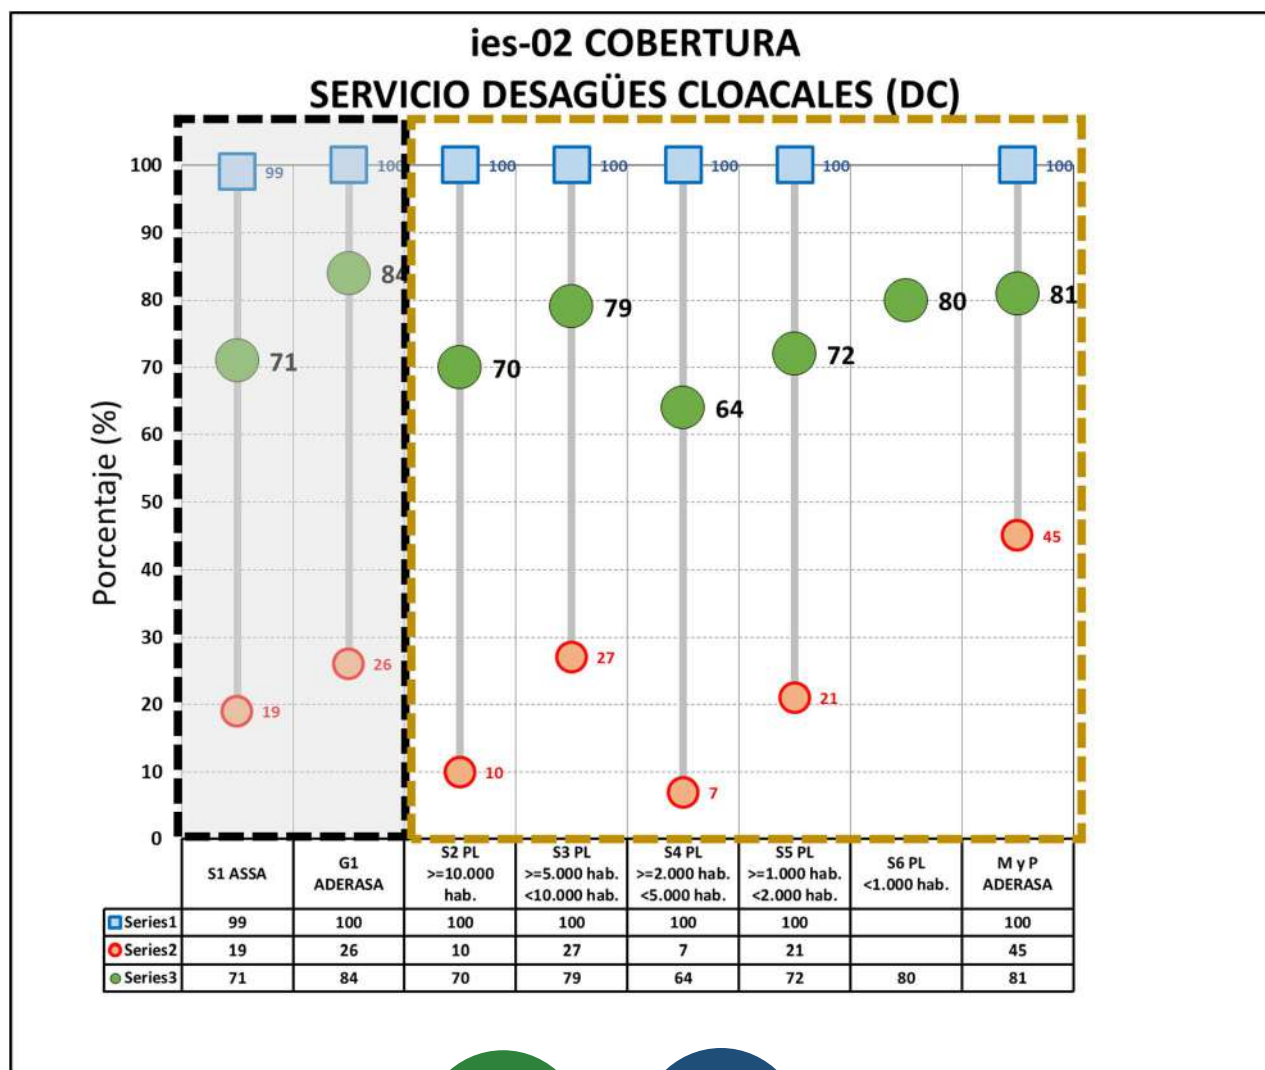 ies-02 COBERTURA
SERVICIO DESAGÜES CLOACALES (DC)
Porcentaje (%)
100
90
80
70
60
50
40
30
20
10
0
99
100
100
100
100
100
100
84
71
70
79
64
72
80
81
19
26
10
27
7
21
45
S1 ASSA
G1
ADERASA
S2 PL
>=10.000
hab.
S3 PL
>=5.000 hab.
<10.000 hab.
S4 PL
>=2.000 hab.
<5.000 hab.
S5 PL
>=1.000 hab.
<2.000 hab.
S6 PL
<1.000 hab.
M y P
ADERASA
Series1 99 100 100 100 100 100 100
Series2 19 26 10 27 7 21 45
Series3 71 84 70 79 64 72 80 81